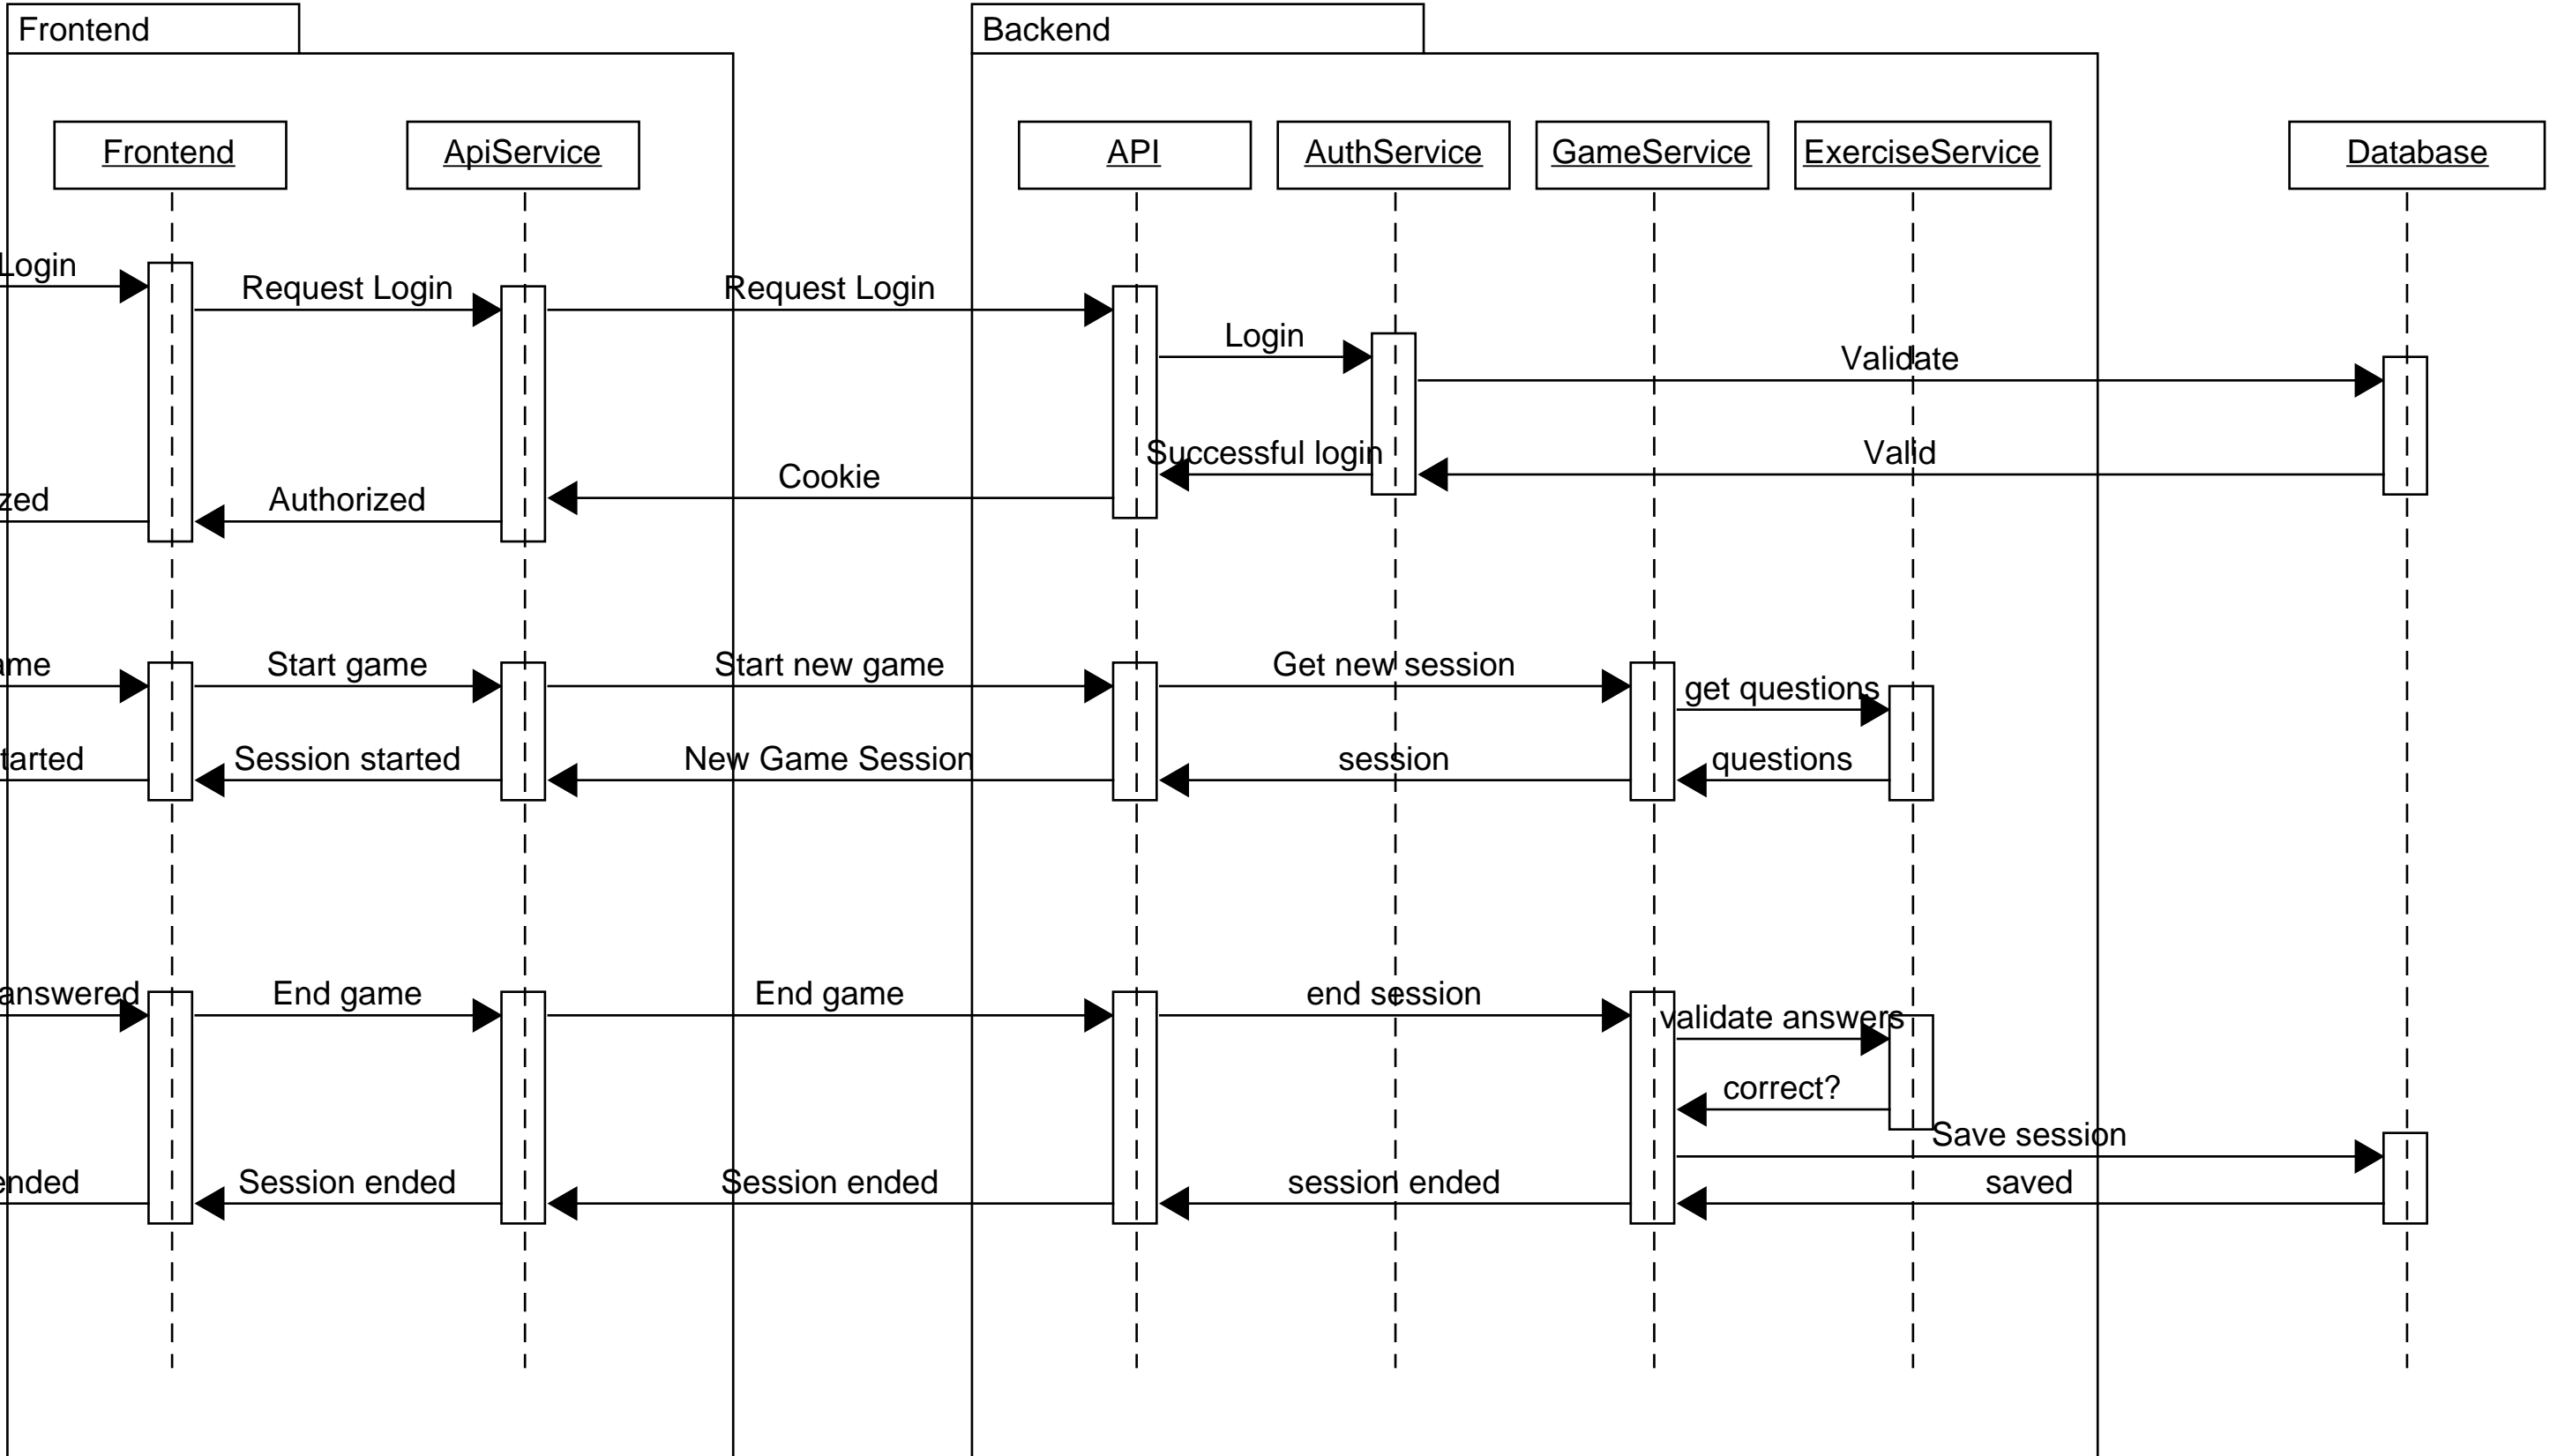 Frontend
Backend
Frontend
ApiService
API
AuthService
GameService
ExerciseService
Database
Login
Request Login
Request Login
Login
Validate
Successful login
Valid
Cookie
Authorized
Start game
Start new game
Get new session
get questions
Session started
New Game Session
session
questions
answered
End game
End game
end session
validate answers
correct?
Save session
ended
Session ended
Session ended
session ended
saved